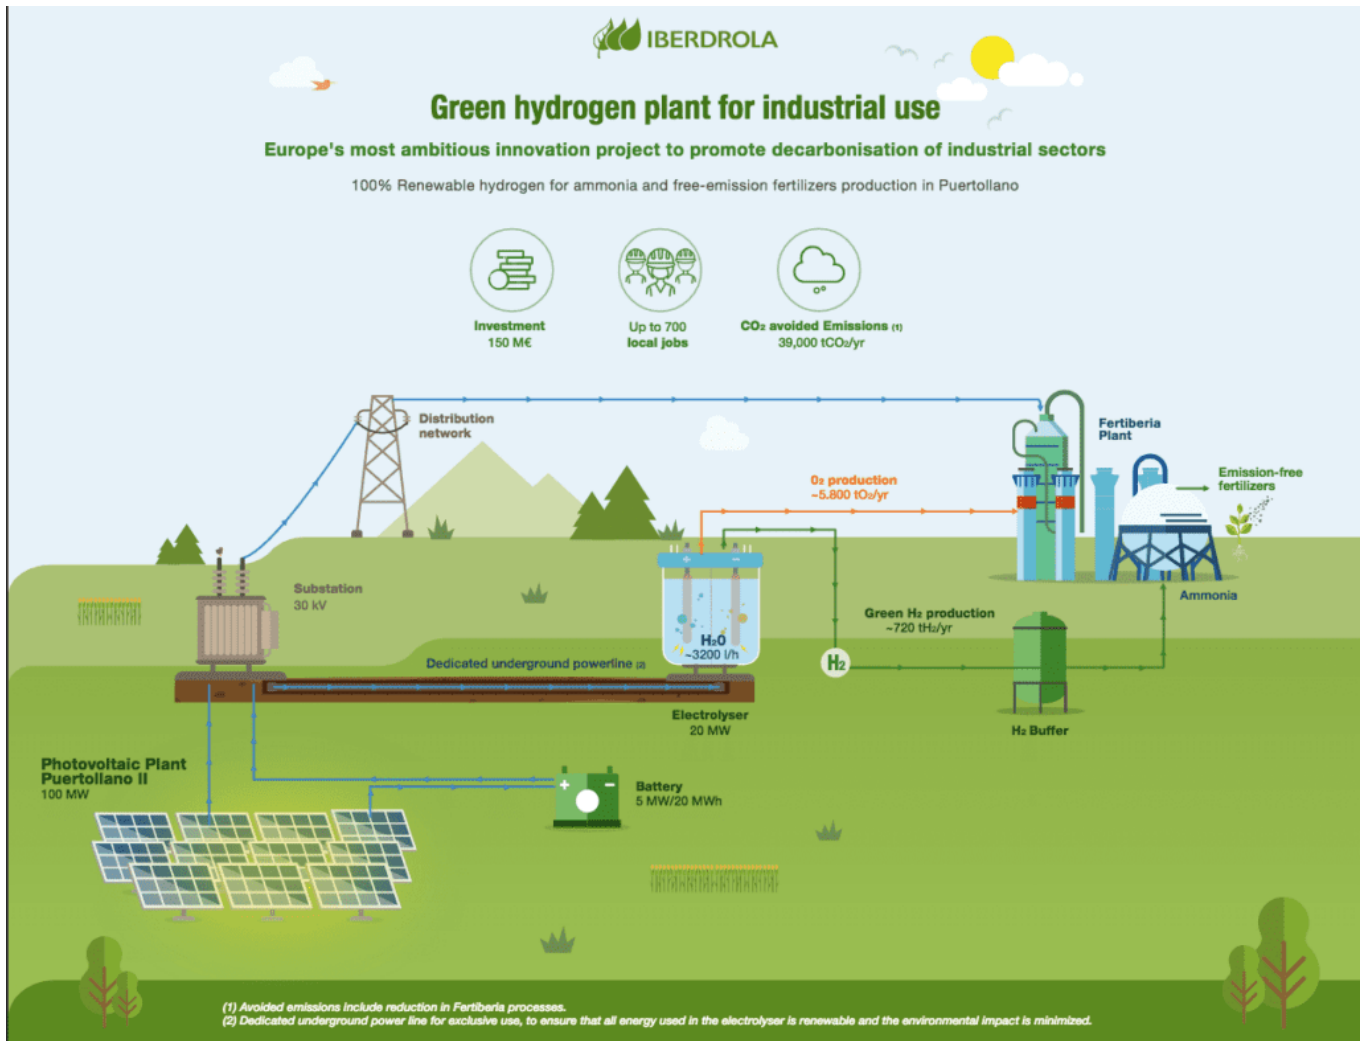 IBERDROLA
Green hydrogen plant for industrial use
Europe's most ambitious innovation project to promote decarbonisation of industrial sectors
100% Renewable hydrogen for ammonia and free-emission fertilizers production in Puertollano
Investment
150 M€
Up to 700
local jobs
CO₂ avoided Emissions (1)
39,000 tCO₂/yr
Distribution
network
Fertiberia
Plant
O₂ production
~5.800 tO₂/yr
Emission-free
fertilizers
Substation
30 kV
Ammonia
Green H₂ production
~720 tH₂/yr
H₂O
~3200 l/h
Dedicated underground powerline (2)
H₂
Electrolyser
20 MW
H₂ Buffer
Photovoltaic Plant
Puertollano II
100 MW
+ −
Battery
5 MW/20 MWh
(1) Avoided emissions include reduction in Fertiberia processes.
(2) Dedicated underground power line for exclusive use, to ensure that all energy used in the electrolyser is renewable and the environmental impact is minimized.